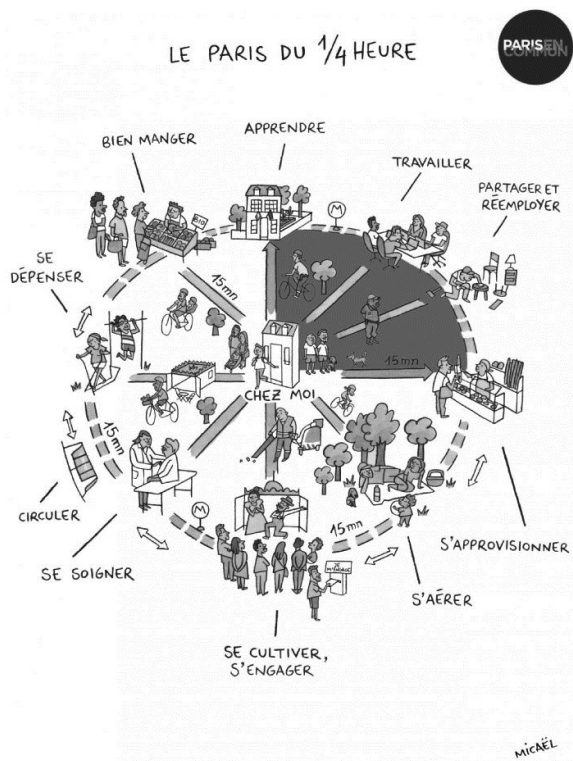 LE PARIS DU 1/4 HEURE
PARIS EN
COMMUN
APPRENDRE
BIEN MANGER
TRAVAILLER
PARTAGER ET
RÉEMPLOYER
BIO
M
SE
DÉPENSER
15mn
15mn
CHEZ MOI
15mn
CIRCULER
M
15mn
SE SOIGNER
S'APPROVISIONNER
S'AÉRER
SE CULTIVER,
S'ENGAGER
MICAËL